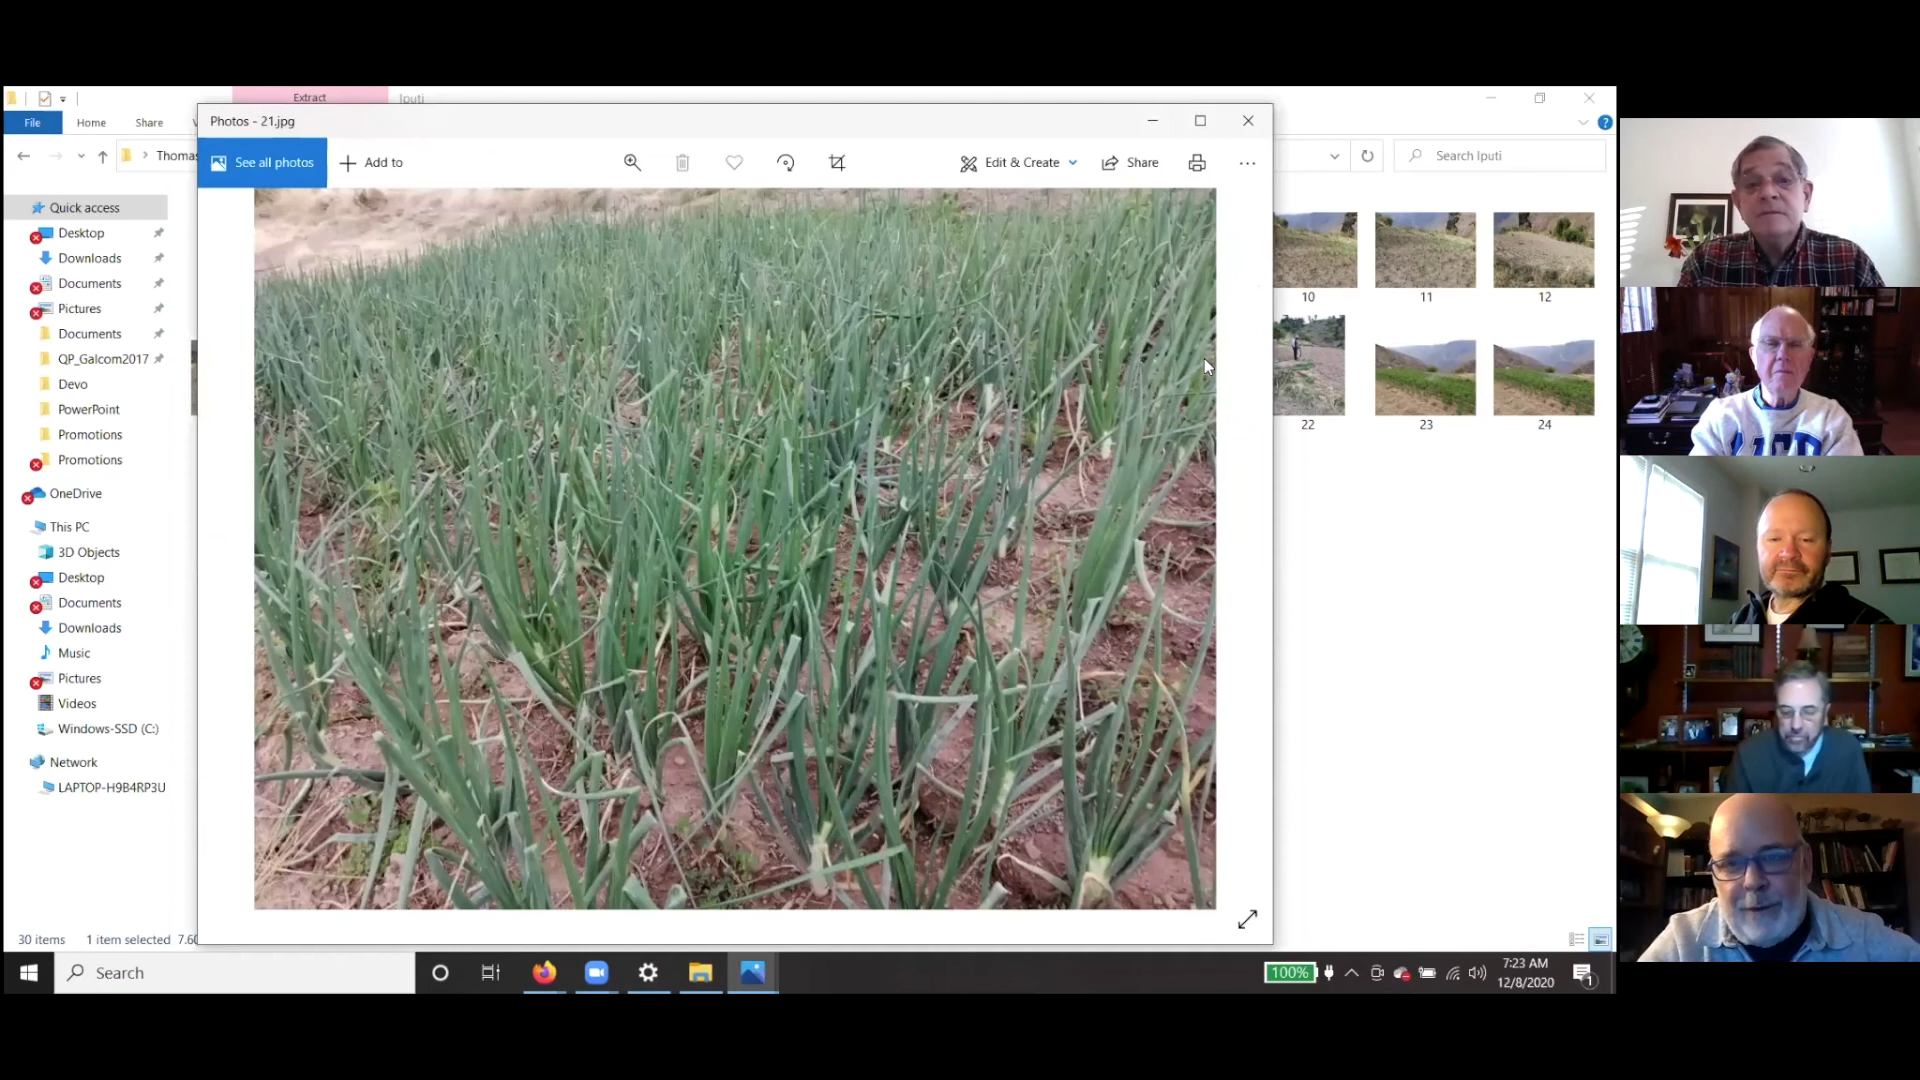 Extract
Iputi
File
Home
Share
Photos - 21.jpg
Thomas
See all photos
Add to
Edit & Create
Share
Search Iputi
Quick access
Desktop
Downloads
Documents
Pictures
Documents
QP_Galcom2017
Devo
PowerPoint
Promotions
Promotions
OneDrive
This PC
3D Objects
Desktop
Documents
Downloads
Music
Pictures
Videos
Windows-SSD (C:)
Network
LAPTOP-H9B4RP3U
10
11
12
22
23
24
30 items
1 item selected
Search
100%
7:23 AM
12/8/2020
1